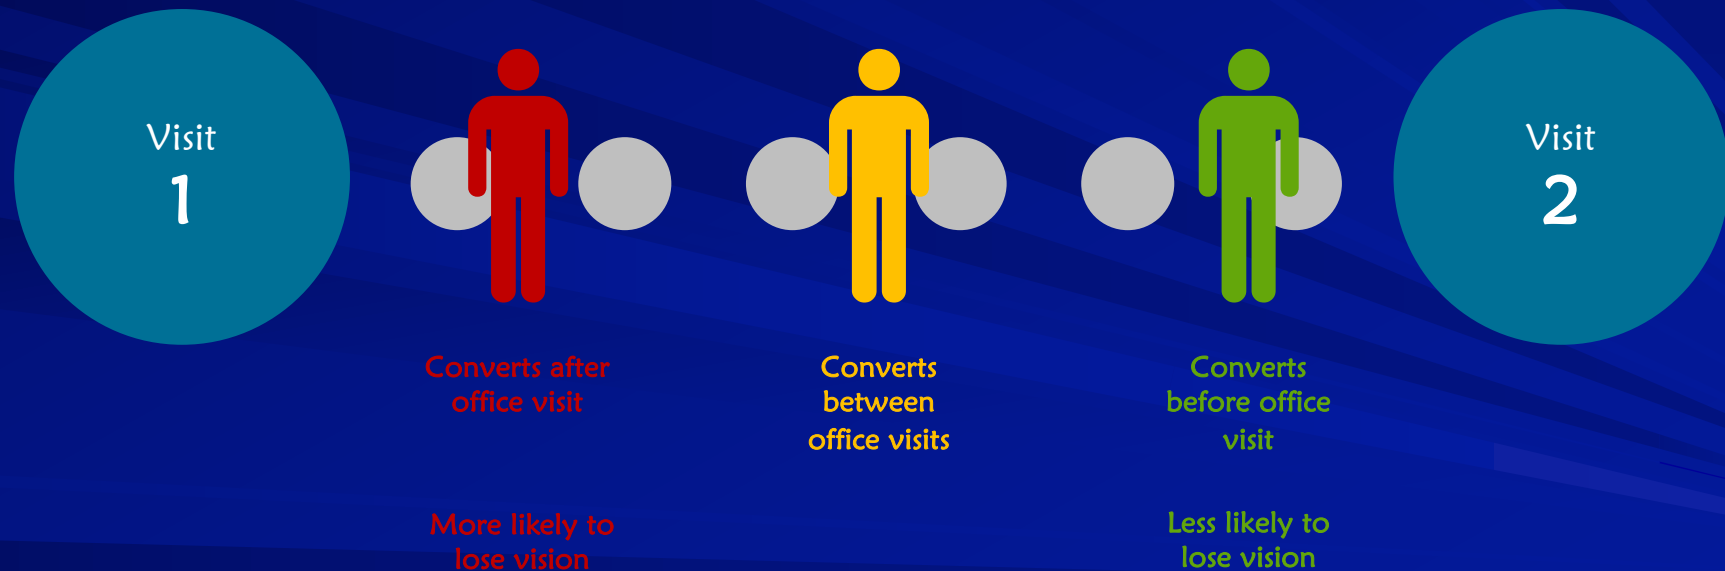 Visit
1
Converts after
office visit
More likely to
lose vision
Converts
between
office visits
Converts
before office
visit
Less likely to
lose vision
Visit
2